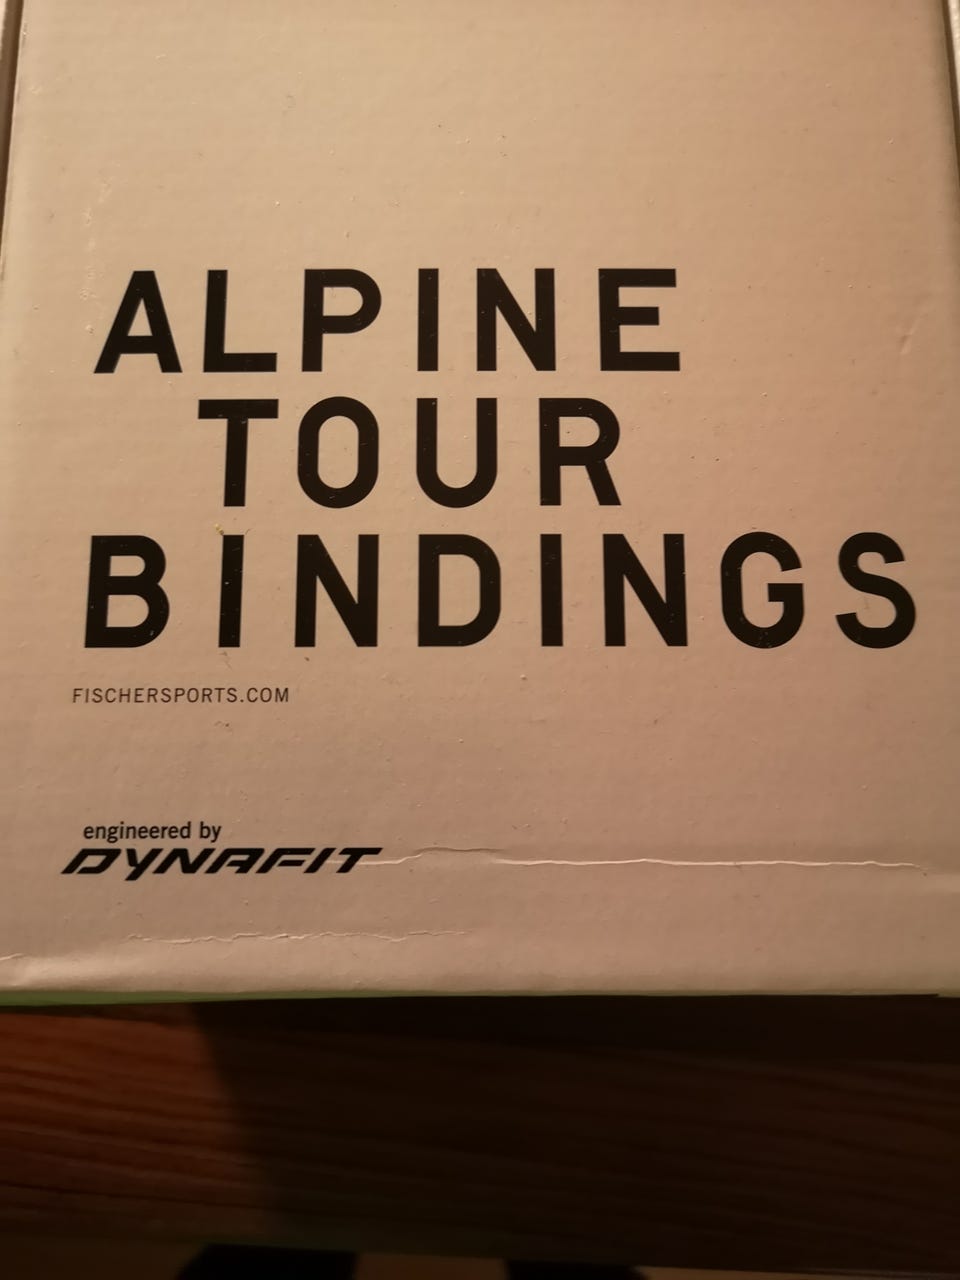 ALPINE
TOUR
BINDINGS
FISCHERSPORTS.COM
engineered by
DYNAFIT